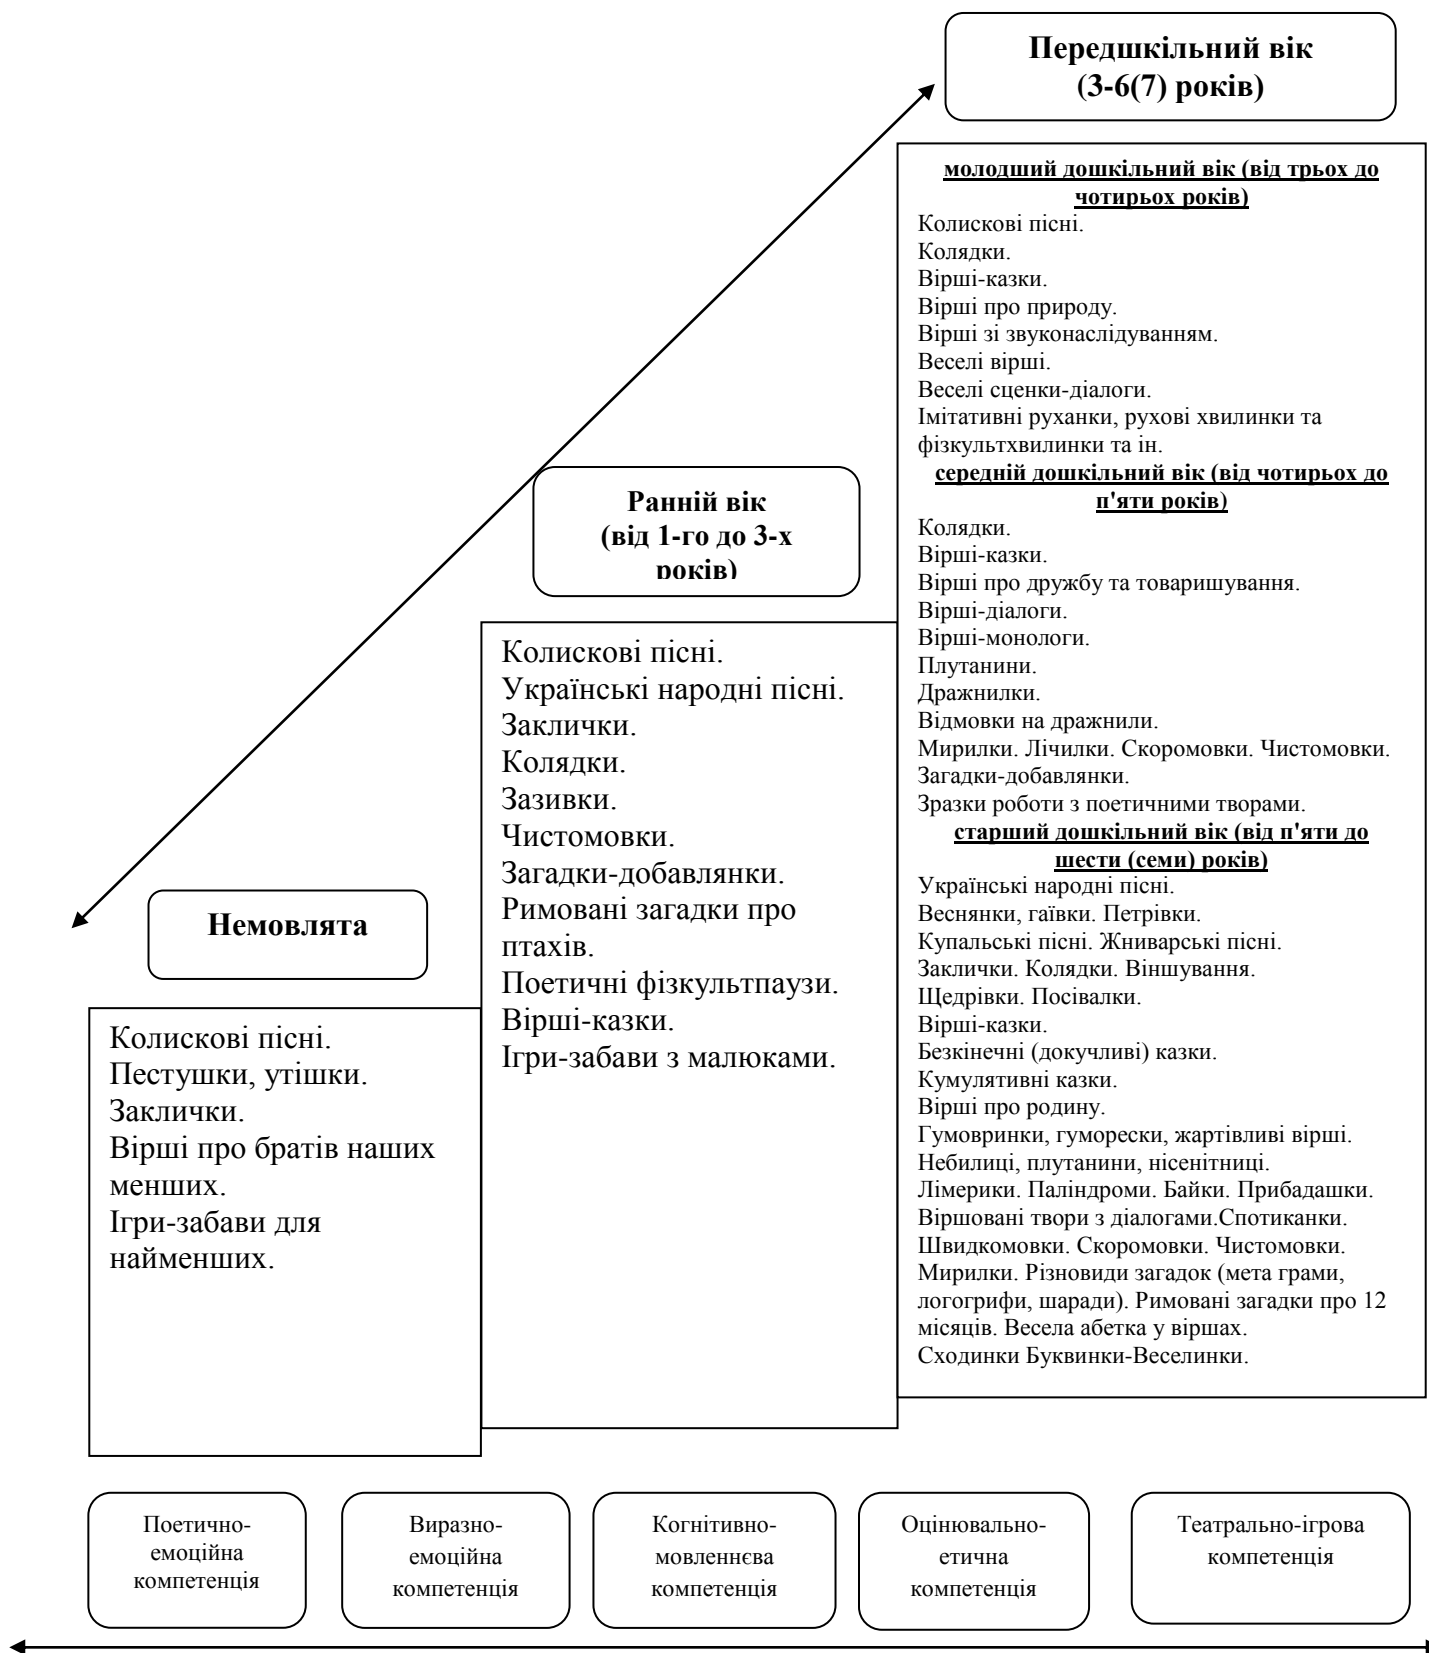 Передшкільний вік
(3-6(7) років)
молодший дошкільний вік (від трьох до
чотирьох років)
Колискові пісні.
Колядки.
Вірші-казки.
Вірші про природу.
Вірші зі звуконаслідуванням.
Веселі вірші.
Веселі сценки-діалоги.
Імітативні руханки, рухові хвилинки та
фізкультхвилинки та ін.
середній дошкільний вік (від чотирьох до
п'яти років)
Колядки.
Вірші-казки.
Вірші про дружбу та товаришування.
Вірші-діалоги.
Вірші-монологи.
Плутанини.
Дражнилки.
Відмовки на дражнили.
Мирилки. Лічилки. Скоромовки. Чистомовки.
Загадки-добавлянки.
Зразки роботи з поетичними творами.
старший дошкільний вік (від п'яти до
шести (семи) років)
Українські народні пісні.
Веснянки, гаївки. Петрівки.
Купальські пісні. Жниварські пісні.
Заклички. Колядки. Віншування.
Щедрівки. Посівалки.
Вірші-казки.
Безкінечні (докучливі) казки.
Кумулятивні казки.
Вірші про родину.
Гумовринки, гуморески, жартівливі вірші.
Небилиці, плутанини, нісенітниці.
Лімерики. Паліндроми. Байки. Прибадашки.
Віршовані твори з діалогами.Спотиканки.
Швидкомовки. Скоромовки. Чистомовки.
Мирилки. Різновиди загадок (мета грами,
логогрифи, шаради). Римовані загадки про 12
місяців. Весела абетка у віршах.
Сходинки Буквинки-Веселинки.
Ранній вік
(від 1-го до 3-х
років)
Колискові пісні.
Українські народні пісні.
Заклички.
Колядки.
Зазивки.
Чистомовки.
Загадки-добавлянки.
Римовані загадки про
птахів.
Поетичні фізкультпаузи.
Вірші-казки.
Ігри-забави з малюками.
Немовлята
Колискові пісні.
Пестушки, утішки.
Заклички.
Вірші про братів наших
менших.
Ігри-забави для
найменших.
Поетично-
емоційна
компетенція
Виразно-
емоційна
компетенція
Когнітивно-
мовленнєва
компетенція
Оцінювально-
етична
компетенція
Театрально-ігрова
компетенція